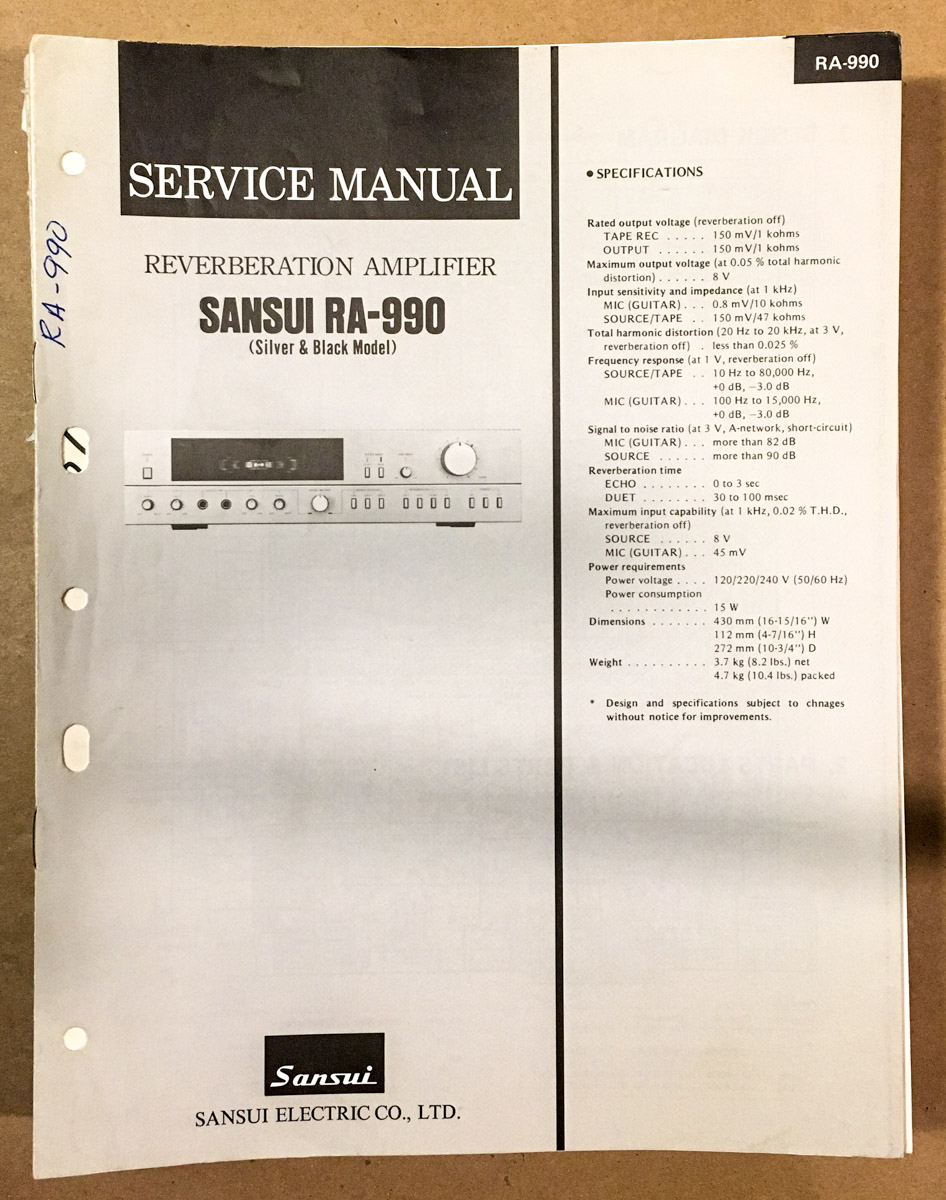 RA-990
SERVICE MANUAL
REVERBERATION AMPLIFIER
SANSUI RA-990
(Silver & Black Model)
RA-990
Sansui
SANSUI ELECTRIC CO., LTD.
● SPECIFICATIONS
Rated output voltage (reverberation off)
TAPE REC . . . . . 150 mV/1 kohms
OUTPUT . . . . . . 150 mV/1 kohms
Maximum output voltage (at 0.05 % total harmonic
distortion) . . . . . . 8 V
Input sensitivity and impedance (at 1 kHz)
MIC (GUITAR) . . . 0.8 mV/10 kohms
SOURCE/TAPE . . 150 mV/47 kohms
Total harmonic distortion (20 Hz to 20 kHz, at 3 V,
reverberation off) . less than 0.025 %
Frequency response (at 1 V, reverberation off)
SOURCE/TAPE . . 10 Hz to 80,000 Hz,
+0 dB, −3.0 dB
MIC (GUITAR) . . . 100 Hz to 15,000 Hz,
+0 dB, −3.0 dB
Signal to noise ratio (at 3 V, A-network, short-circuit)
MIC (GUITAR) . . . more than 82 dB
SOURCE . . . . . . more than 90 dB
Reverberation time
ECHO . . . . . . . . 0 to 3 sec
DUET . . . . . . . . 30 to 100 msec
Maximum input capability (at 1 kHz, 0.02 % T.H.D.,
reverberation off)
SOURCE . . . . . . 8 V
MIC (GUITAR) . . . 45 mV
Power requirements
Power voltage . . . . 120/220/240 V (50/60 Hz)
Power consumption
. . . . . . . . . . . . 15 W
Dimensions . . . . . . . 430 mm (16-15/16") W
112 mm (4-7/16") H
272 mm (10-3/4") D
Weight . . . . . . . . . . 3.7 kg (8.2 lbs.) net
4.7 kg (10.4 lbs.) packed
* Design and specifications subject to chnages
without notice for improvements.